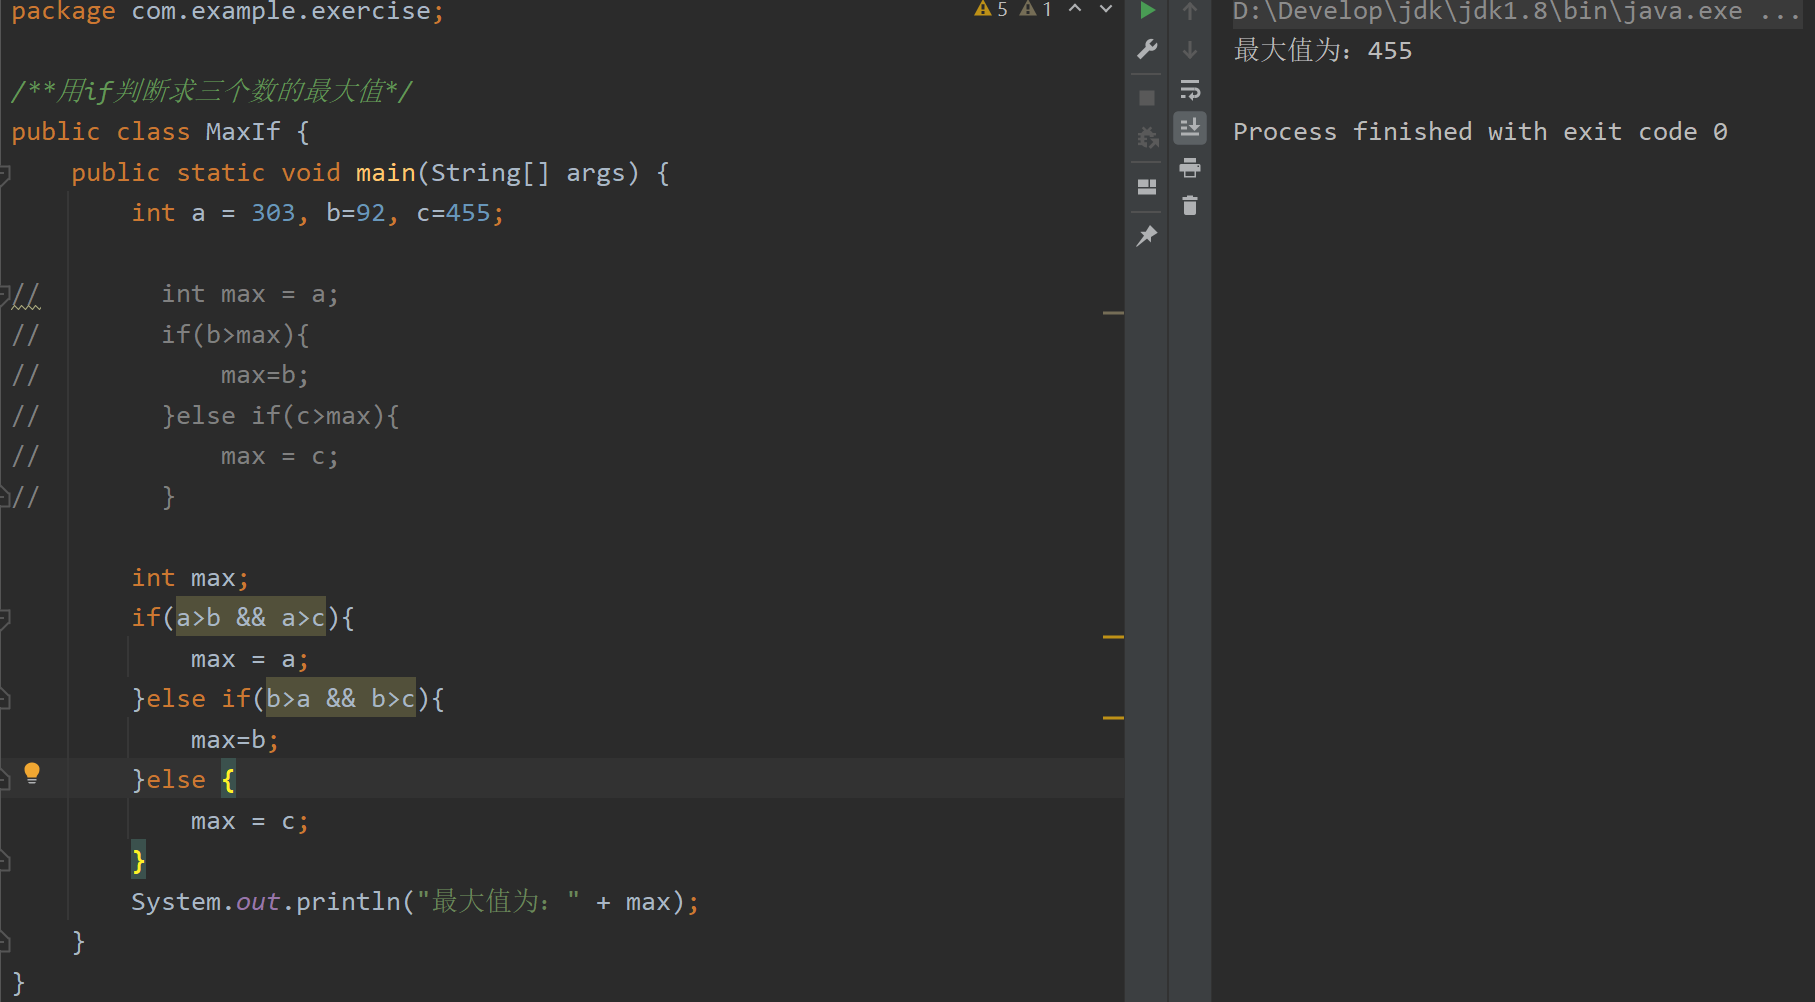 package com.example.exercise;
5 1
/**用if判断求三个数的最大值*/
public class MaxIf {
    public static void main(String[] args) {
        int a = 303, b=92, c=455;
//        int max = a;
//        if(b>max){
//            max=b;
//        }else if(c>max){
//            max = c;
//        }
        int max;
        if(a>b && a>c){
            max = a;
        }else if(b>a && b>c){
            max=b;
        }else {
            max = c;
        }
        System.out.println("最大值为：" + max);
    }
}
D:\Develop\jdk\jdk1.8\bin\java.exe ...
最大值为：455
Process finished with exit code 0